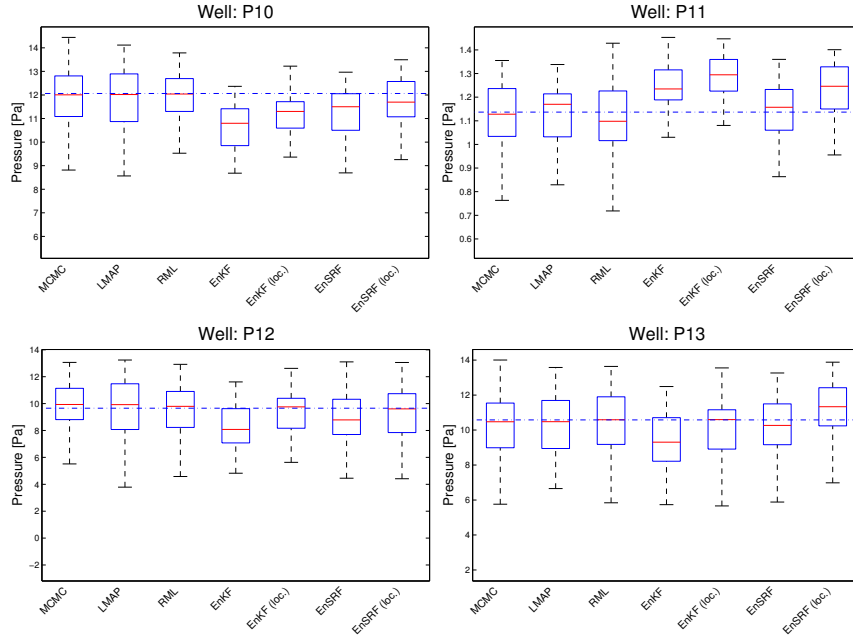 Well: P10
Pressure [Pa]
14
13
12
11
10
9
8
7
6
MCMC
LMAP
RML
EnKF
EnKF (loc.)
EnSRF
EnSRF (loc.)
Well: P11
Pressure [Pa]
1.4
1.3
1.2
1.1
1
0.9
0.8
0.7
0.6
MCMC
LMAP
RML
EnKF
EnKF (loc.)
EnSRF
EnSRF (loc.)
Well: P12
Pressure [Pa]
14
12
10
8
6
4
2
0
−2
MCMC
LMAP
RML
EnKF
EnKF (loc.)
EnSRF
EnSRF (loc.)
Well: P13
Pressure [Pa]
14
12
10
8
6
4
2
MCMC
LMAP
RML
EnKF
EnKF (loc.)
EnSRF
EnSRF (loc.)